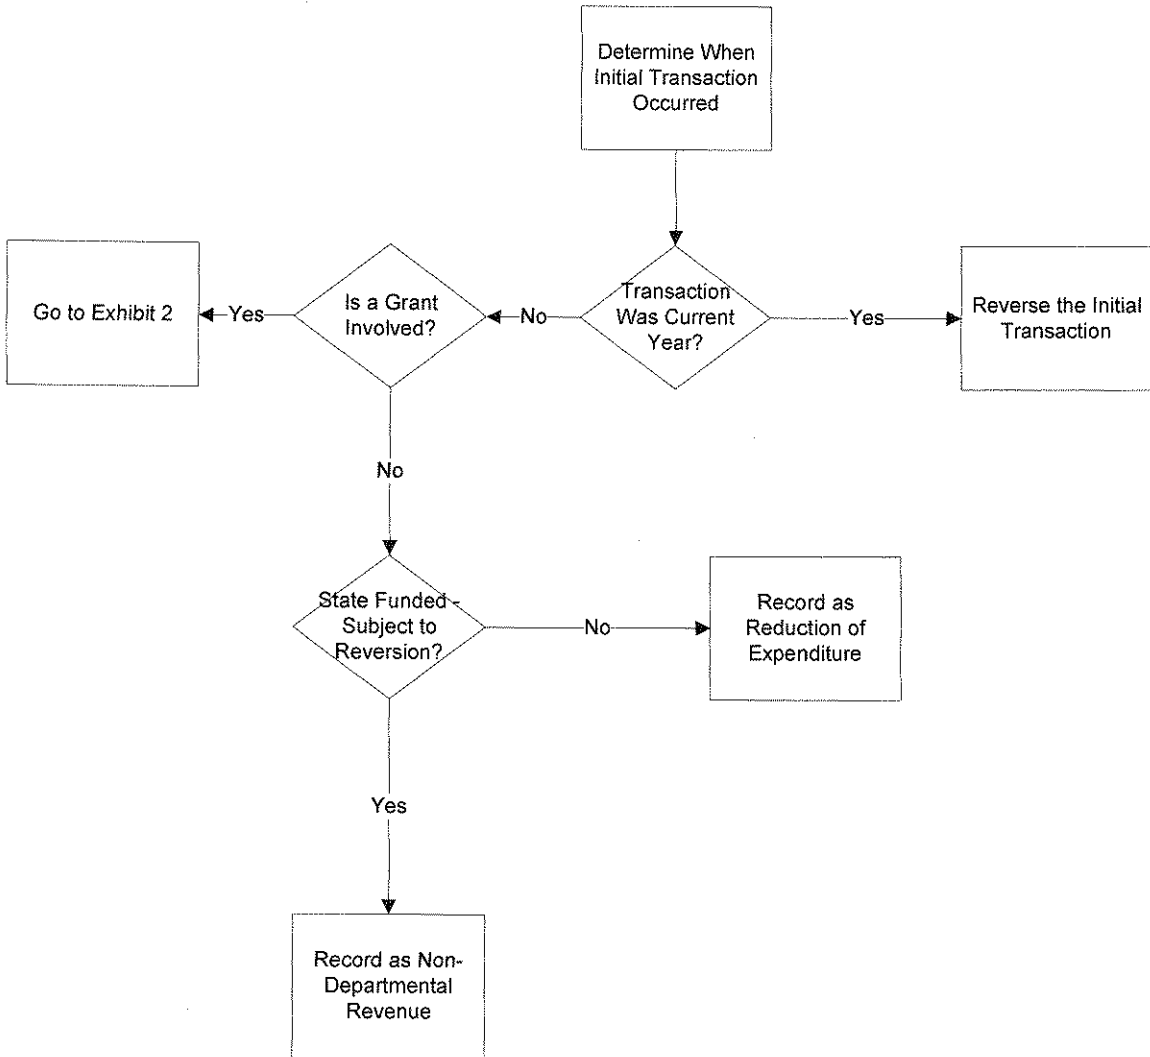 Determine When
Initial Transaction
Occurred
Go to Exhibit 2
Yes
Is a Grant
Involved?
No
Transaction
Was Current
Year?
Yes
Reverse the Initial
Transaction
No
State Funded -
Subject to
Reversion?
No
Record as
Reduction of
Expenditure
Yes
Record as Non-
Departmental
Revenue